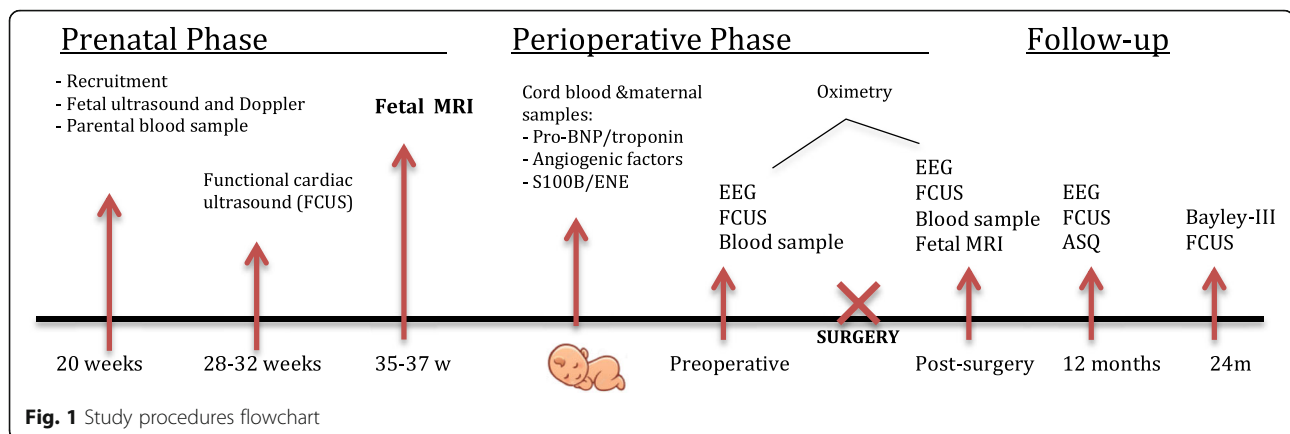 Prenatal Phase
- Recruitment
- Fetal ultrasound and Doppler
- Parental blood sample
Functional cardiac
ultrasound (FCUS)
Fetal MRI
Perioperative Phase
Cord blood &maternal
samples:
- Pro-BNP/troponin
- Angiogenic factors
- S100B/ENE
Oximetry
EEG
FCUS
Blood sample
EEG
FCUS
Blood sample
Fetal MRI
Follow-up
EEG
FCUS
ASQ
Bayley-III
FCUS
SURGERY
20 weeks
28-32 weeks
35-37 w
Preoperative
Post-surgery
12 months
24m
Fig. 1 Study procedures flowchart